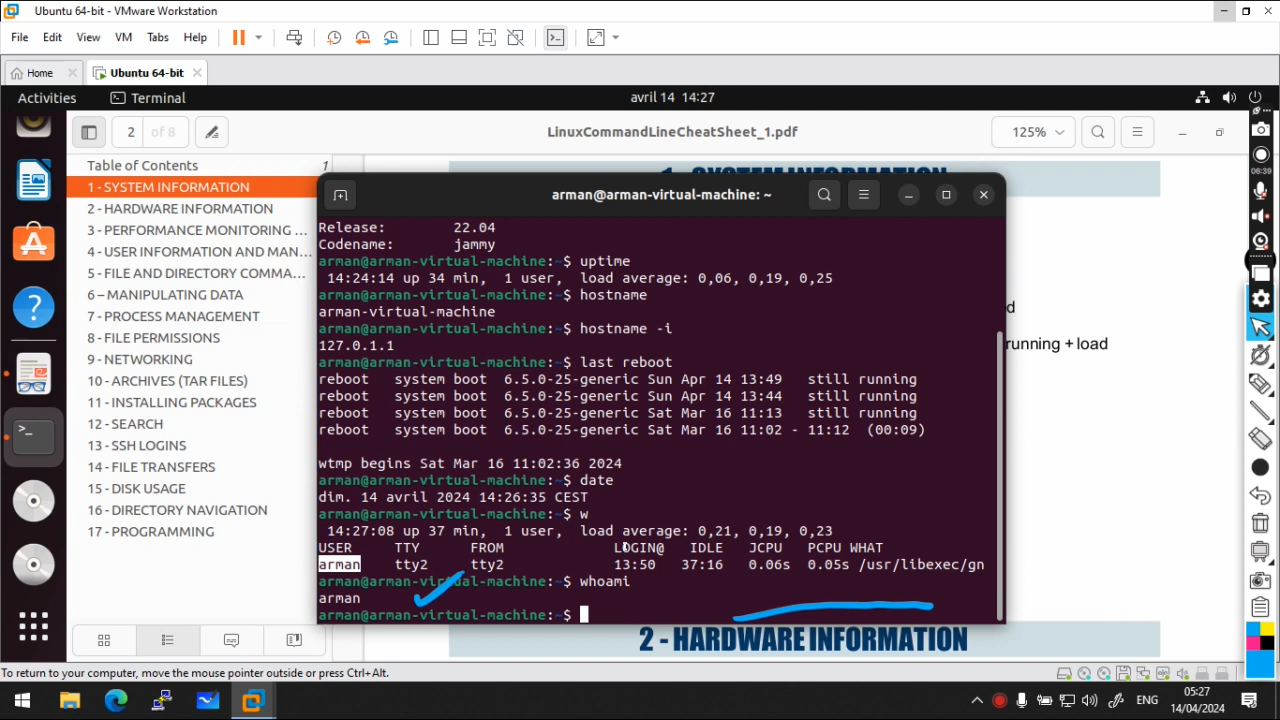 Ubuntu 64-bit - VMware Workstation
File Edit View VM Tabs Help
Home Ubuntu 64-bit
Activities Terminal avril 14 14:27
2 of 8 LinuxCommandLineCheatSheet_1.pdf 125%
Table of Contents 1
1 - SYSTEM INFORMATION
2 - HARDWARE INFORMATION
3 - PERFORMANCE MONITORING ...
4 - USER INFORMATION AND MAN...
5 - FILE AND DIRECTORY COMMA...
6 – MANIPULATING DATA
7 - PROCESS MANAGEMENT
8 - FILE PERMISSIONS
9 - NETWORKING
10 - ARCHIVES (TAR FILES)
11 - INSTALLING PACKAGES
12 - SEARCH
13 - SSH LOGINS
14 - FILE TRANSFERS
15 - DISK USAGE
16 - DIRECTORY NAVIGATION
17 - PROGRAMMING
1 - SYSTEM INFORMATION
running + load
2 - HARDWARE INFORMATION
arman@arman-virtual-machine: ~
Release: 22.04
Codename: jammy
arman@arman-virtual-machine:~$ uptime
14:24:14 up 34 min, 1 user, load average: 0,06, 0,19, 0,25
arman@arman-virtual-machine:~$ hostname
arman-virtual-machine
arman@arman-virtual-machine:~$ hostname -i
127.0.1.1
arman@arman-virtual-machine:~$ last reboot
reboot system boot 6.5.0-25-generic Sun Apr 14 13:49 still running
reboot system boot 6.5.0-25-generic Sun Apr 14 13:44 still running
reboot system boot 6.5.0-25-generic Sat Mar 16 11:13 still running
reboot system boot 6.5.0-25-generic Sat Mar 16 11:02 - 11:12 (00:09)
wtmp begins Sat Mar 16 11:02:36 2024
arman@arman-virtual-machine:~$ date
dim. 14 avril 2024 14:26:35 CEST
arman@arman-virtual-machine:~$ w
14:27:08 up 37 min, 1 user, load average: 0,21, 0,19, 0,23
USER TTY FROM LOGIN@ IDLE JCPU PCPU WHAT
arman tty2 tty2 13:50 37:16 0.06s 0.05s /usr/libexec/gn
arman@arman-virtual-machine:~$ whoami
arman
arman@arman-virtual-machine:~$
06:39
To return to your computer, move the mouse pointer outside or press Ctrl+Alt.
ENG
05:27
14/04/2024